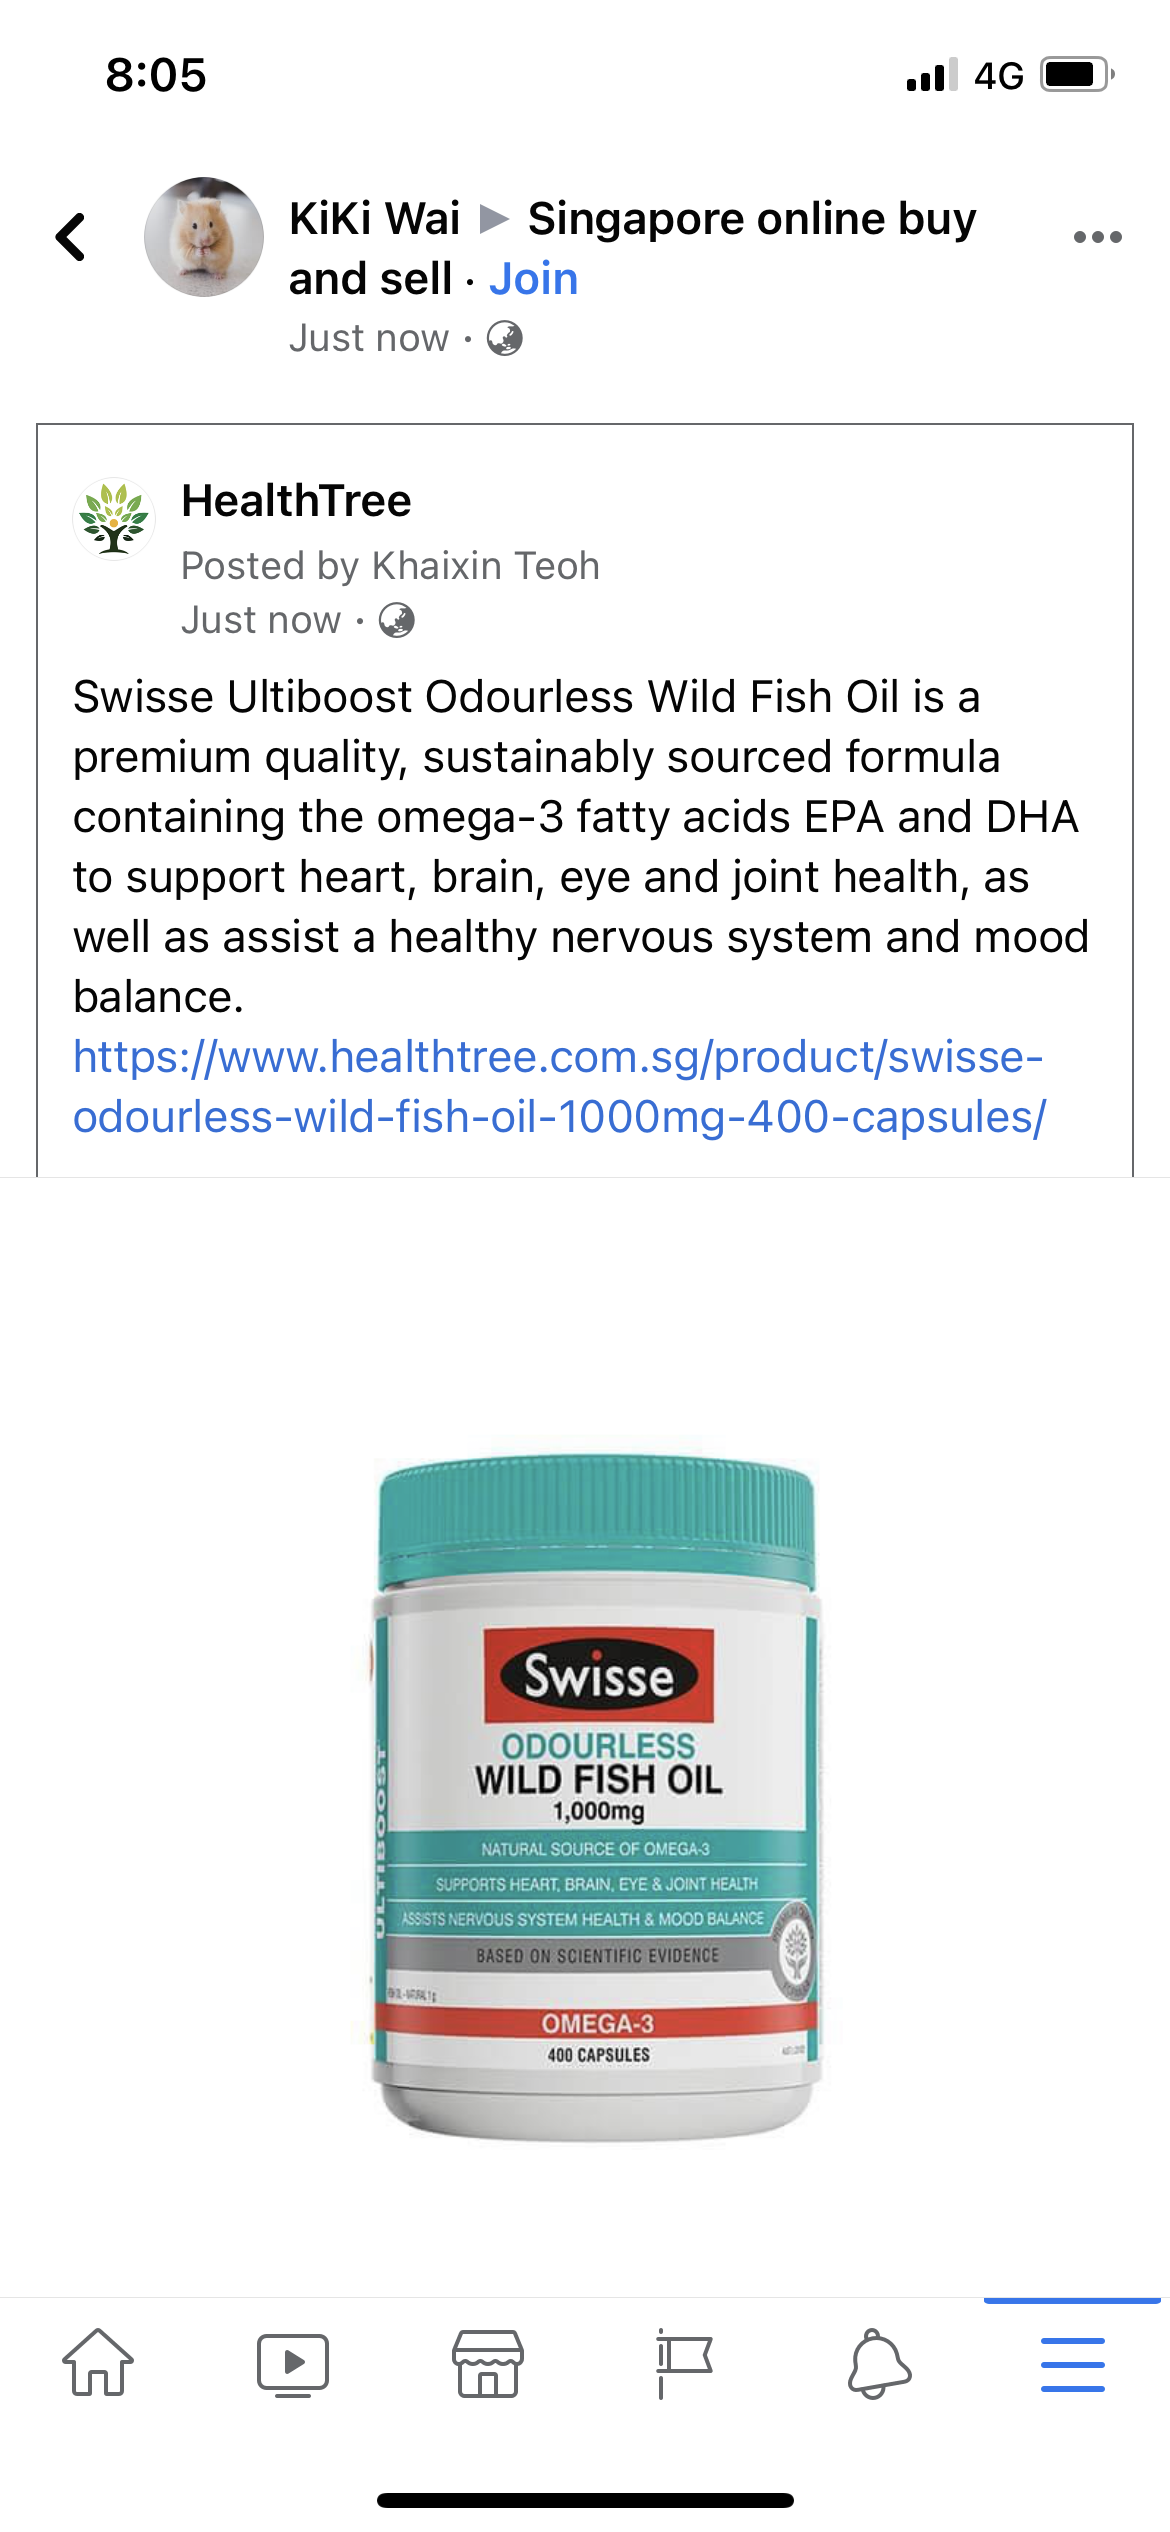 8:05
4G
KiKi Wai ▶ Singapore online buy
and sell · Join
Just now ·
HealthTree
Posted by Khaixin Teoh
Just now ·
Swisse Ultiboost Odourless Wild Fish Oil is a
premium quality, sustainably sourced formula
containing the omega-3 fatty acids EPA and DHA
to support heart, brain, eye and joint health, as
well as assist a healthy nervous system and mood
balance.
https://www.healthtree.com.sg/product/swisse-
odourless-wild-fish-oil-1000mg-400-capsules/
Swisse
ODOURLESS
WILD FISH OIL
1,000mg
ULTIBOOST
NATURAL SOURCE OF OMEGA-3
SUPPORTS HEART, BRAIN, EYE & JOINT HEALTH
ASSISTS NERVOUS SYSTEM HEALTH & MOOD BALANCE
BASED ON SCIENTIFIC EVIDENCE
OMEGA-3
400 CAPSULES